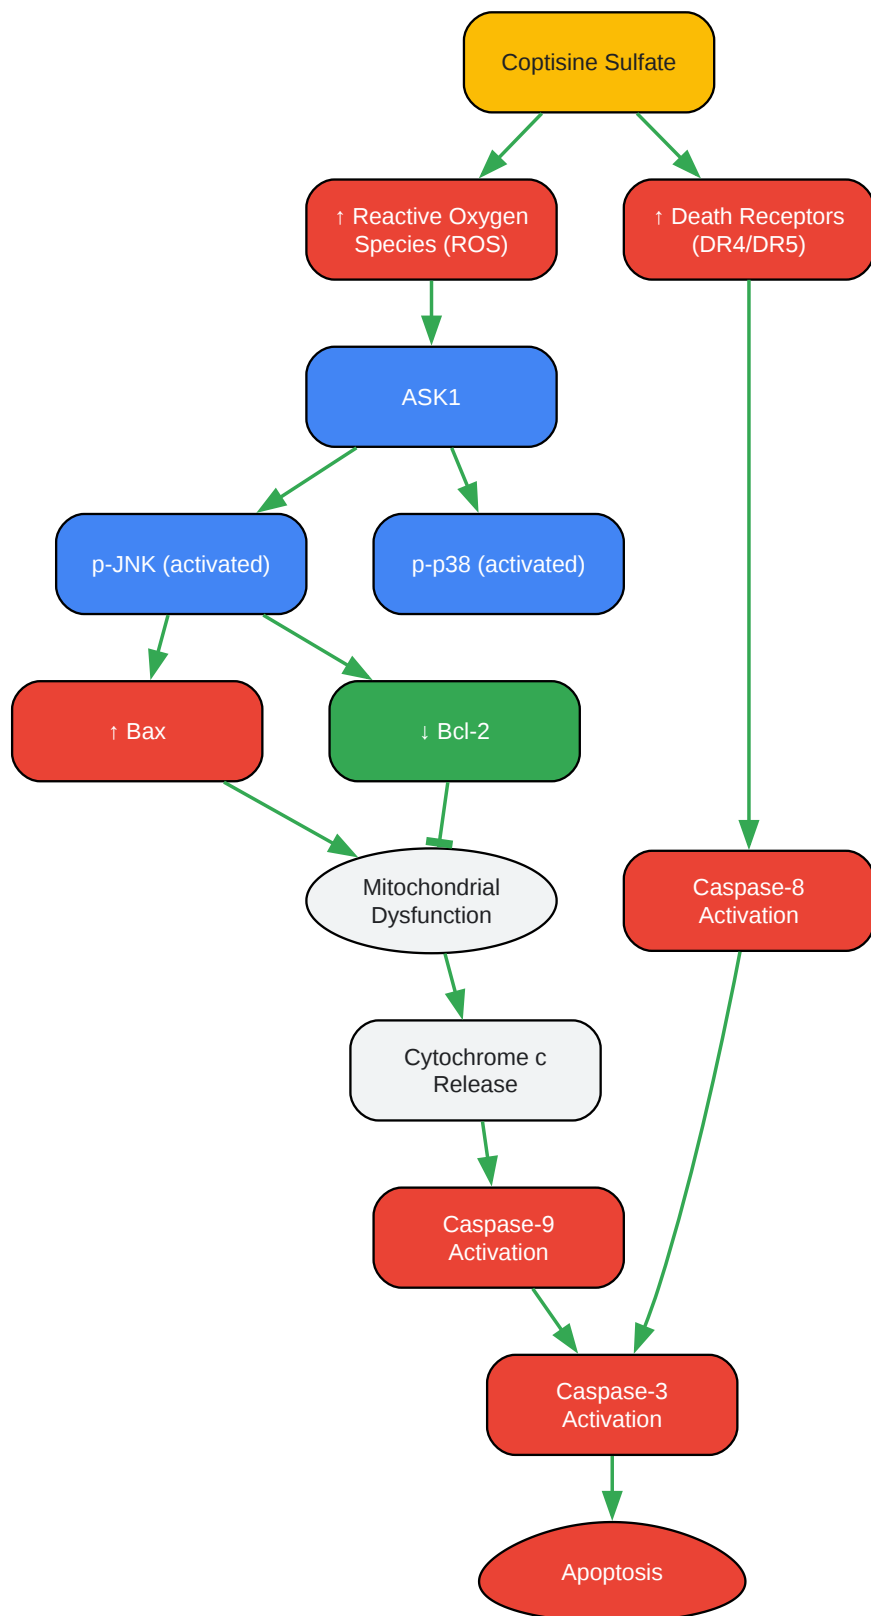 Coptisine Sulfate
↑ Reactive Oxygen
Species (ROS)
↑ Death Receptors
(DR4/DR5)
ASK1
p-JNK (activated)
p-p38 (activated)
↑ Bax
↓ Bcl-2
Mitochondrial
Dysfunction
Caspase-8
Activation
Cytochrome c
Release
Caspase-9
Activation
Caspase-3
Activation
Apoptosis